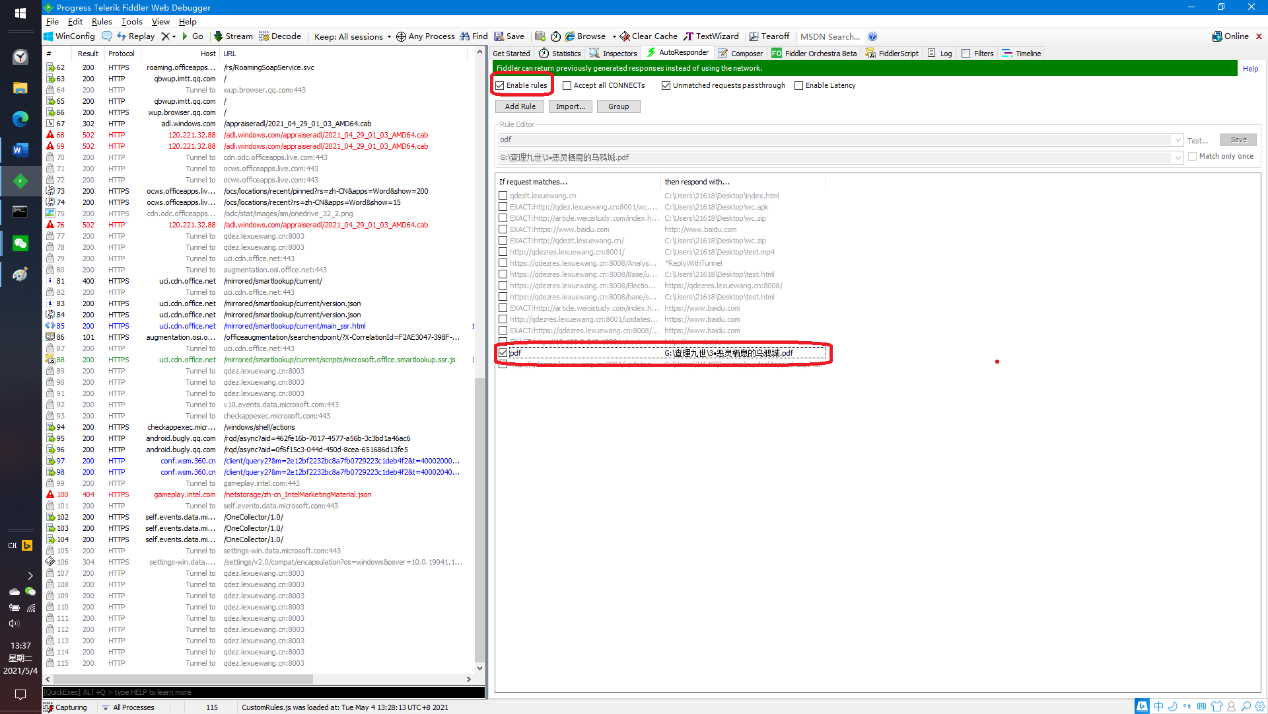 Progress Telerik Fiddler Web Debugger
File Edit Rules Tools View Help
WinConfig Replay Go Stream Decode Keep: All sessions Any Process Find Save Browse Clear Cache TextWizard Tearoff MSDN Search... Online
# Result Protocol Host URL
62 200 HTTPS roaming.officeapps.live.... /rs/RoamingSoapService.svc
63 200 HTTP qbwup.imtt.qq.com /
64 200 HTTP Tunnel to wup.browser.qq.com:443
65 200 HTTP qbwup.imtt.qq.com /
66 200 HTTPS wup.browser.qq.com /
67 302 HTTP adl.windows.com /appraiseradl/2021_04_29_01_03_AMD64.cab
68 502 HTTP 120.221.32.88 /adl.windows.com/appraiseradl/2021_04_29_01_03_AMD64.cab
69 502 HTTP 120.221.32.88 /adl.windows.com/appraiseradl/2021_04_29_01_03_AMD64.cab
70 200 HTTP Tunnel to cdn.odc.officeapps.live.com:443
71 200 HTTP Tunnel to ocws.officeapps.live.com:443
72 200 HTTP Tunnel to ocws.officeapps.live.com:443
73 200 HTTPS ocws.officeapps.liv... /ocs/locations/recent/pinned?rs=zh-CN&apps=Word&show=200
74 200 HTTPS ocws.officeapps.liv... /ocs/locations/recent?rs=zh-CN&apps=Word&show=15
75 200 HTTPS cdn.odc.officeapps... /odc/stat/images/sm/onedrive_32_2.png
76 502 HTTP 120.221.32.88 /adl.windows.com/appraiseradl/2021_04_29_01_03_AMD64.cab
77 200 HTTP Tunnel to qdez.lexuewang.cn:8003
78 200 HTTP Tunnel to qdez.lexuewang.cn:8003
79 200 HTTP Tunnel to uci.cdn.office.net:443
80 200 HTTP Tunnel to augmentation.osi.office.net:443
81 400 HTTPS uci.cdn.office.net /mirrored/smartlookup/current/
82 200 HTTP Tunnel to uci.cdn.office.net:443
83 200 HTTPS uci.cdn.office.net /mirrored/smartlookup/current/version.json
84 200 HTTPS uci.cdn.office.net /mirrored/smartlookup/current/version.json
85 200 HTTPS uci.cdn.office.net /mirrored/smartlookup/current/main_ssr.html
86 101 HTTPS augmentation.osi.o... /officeaugmentation/searchendpoint/?X-CorrelationId=F2AE3047-398F-...
87 200 HTTP Tunnel to uci.cdn.office.net:443
88 200 HTTPS uci.cdn.office.net /mirrored/smartlookup/current/scripts/microsoft.office.smartlookup.ssr.js
89 200 HTTP Tunnel to qdez.lexuewang.cn:8003
90 200 HTTP Tunnel to qdez.lexuewang.cn:8003
91 200 HTTP Tunnel to qdez.lexuewang.cn:8003
92 200 HTTP Tunnel to v10.events.data.microsoft.com:443
93 200 HTTP Tunnel to checkappexec.microsoft.com:443
94 200 HTTPS checkappexec.micr... /windows/shell/actions
95 200 HTTP android.bugly.qq.com /rqd/async?aid=462fe16b-7017-4577-a56b-3c3bd1a46ac6
96 200 HTTP android.bugly.qq.com /rqd/async?aid=0f6f15c3-044d-450d-8cea-651686d13fe5
97 200 HTTP conf.wsm.360.cn /client/query2?&m=2e12bf2232bc8a7fb0729223c1deb4f2&t=40002000...
98 200 HTTP conf.wsm.360.cn /client/query2?&m=2e12bf2232bc8a7fb0729223c1deb4f2&t=40002040...
99 200 HTTP Tunnel to gameplay.intel.com:443
100 404 HTTPS gameplay.intel.com /netstorage/zh-cn_IntelMarketingMaterial.json
101 200 HTTP Tunnel to self.events.data.microsoft.com:443
102 200 HTTPS self.events.data.mi... /OneCollector/1.0/
103 200 HTTPS self.events.data.mi... /OneCollector/1.0/
104 200 HTTPS self.events.data.mi... /OneCollector/1.0/
105 200 HTTP Tunnel to settings-win.data.microsoft.com:443
106 304 HTTPS settings-win.data.... /settings/v2.0/compat/encapsulation?os=windows&osver=10.0.19041.1...
107 200 HTTP Tunnel to qdez.lexuewang.cn:8003
108 200 HTTP Tunnel to qdez.lexuewang.cn:8003
109 200 HTTP Tunnel to qdez.lexuewang.cn:8003
110 200 HTTP Tunnel to qdez.lexuewang.cn:8003
111 200 HTTP Tunnel to qdez.lexuewang.cn:8003
112 200 HTTP Tunnel to qdez.lexuewang.cn:8003
113 200 HTTP Tunnel to qdez.lexuewang.cn:8003
114 200 HTTP Tunnel to qdez.lexuewang.cn:8003
115 200 HTTP Tunnel to qdez.lexuewang.cn:8003
[QuickExec] ALT+Q > type HELP to learn more
Get Started Statistics Inspectors AutoResponder Composer FO Fiddler Orchestra Beta FiddlerScript Log Filters Timeline
Fiddler can return previously generated responses instead of using the network.
Help
Enable rules Accept all CONNECTs Unmatched requests passthrough Enable Latency
Add Rule Import... Group
Rule Editor
pdf Test... Save
G:\查理九世\3•恶灵栖息的乌鸦城.pdf Match only once
If request matches... then respond with...
qdezit.lexuewang.cn C:\Users\21618\Desktop\index.html
EXACT:http://qdez.lexuewang.cn:8001/wc... C:\Users\21618\Desktop\wc.apk
EXACT:http://article.weicistudy.com/index.h... C:\Users\21618\Desktop\wc.zip
EXACT:https://www.baidu.com http://www.baidu.com
EXACT:http://qdezit.lexuewang.cn/ C:\Users\21618\Desktop\wc.zip
http://qdezres.lexuewang.cn:8001/ C:\Users\21618\Desktop\test.mp4
https://qdezres.lexuewang.cn:8008/Analys... *ReplyWithTunnel
https://qdezres.lexuewang.cn:8008/Base/u... C:\Users\21618\Desktop\test.html
https://qdezres.lexuewang.cn:8008/Electio... https://qdezres.lexuewang.cn:8008/
https://qdezres.lexuewang.cn:8008/base/s... C:\Users\21618\Desktop\test.html
EXACT:http://article.weicistudy.com/index.h... https://www.baidu.com
http://qdez.lexuewang.cn:8001/updates... https://www.baidu.com
EXACT:https://qdezres.lexuewang.cn:8008/... https://www.baidu.com
pdf G:\查理九世\3•恶灵栖息的乌鸦城.pdf
CH
13:37
星期二
2021/5/4
Capturing All Processes 115 CustomRules.js was loaded at: Tue May 4 13:28:13 UTC+8 2021
中